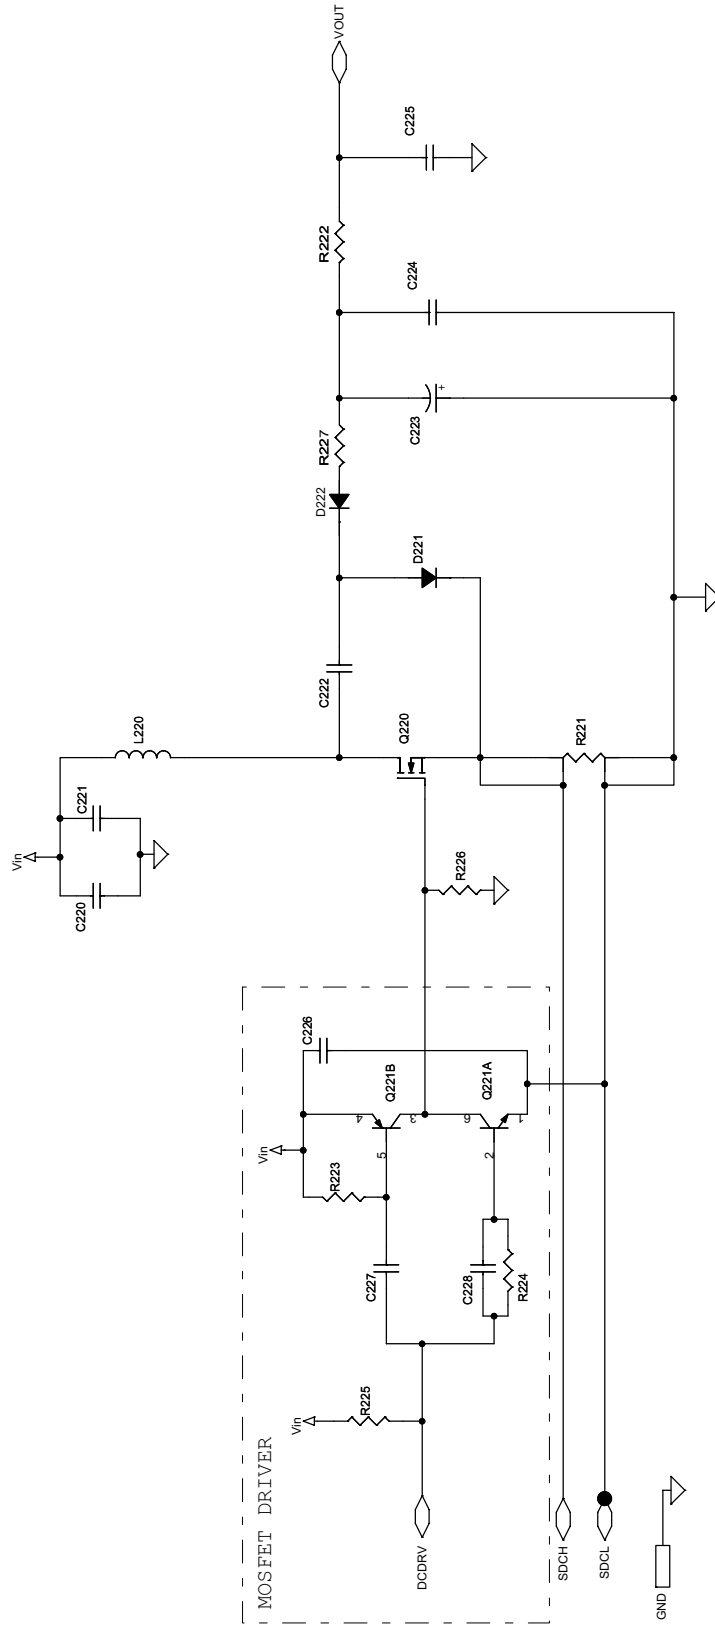 VOUT
C225
R222
C224
R227
C223
+
D222
D221
C222
Q220
L220
R221
Vin
C221
C220
R226
C226
Q221B
Q221A
4
3
6
1
5
2
Vin
R223
C227
C228
R224
Vin
R225
MOSFET DRIVER
DCDRV
SDCH
SDCL
GND